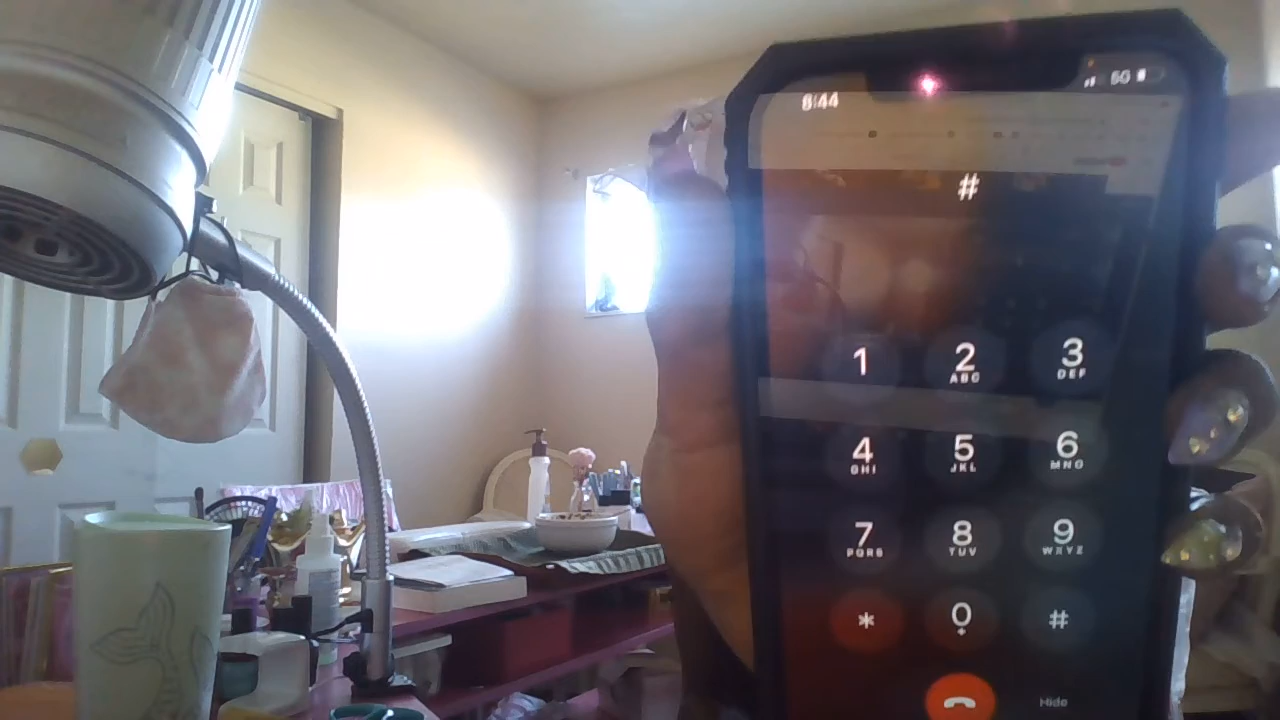 8:44 5G
#
1 2 3
ABC DEF
4 5 6
GHI JKL MNO
7 8 9
PQRS TUV WXYZ
* 0 #
+
Hide